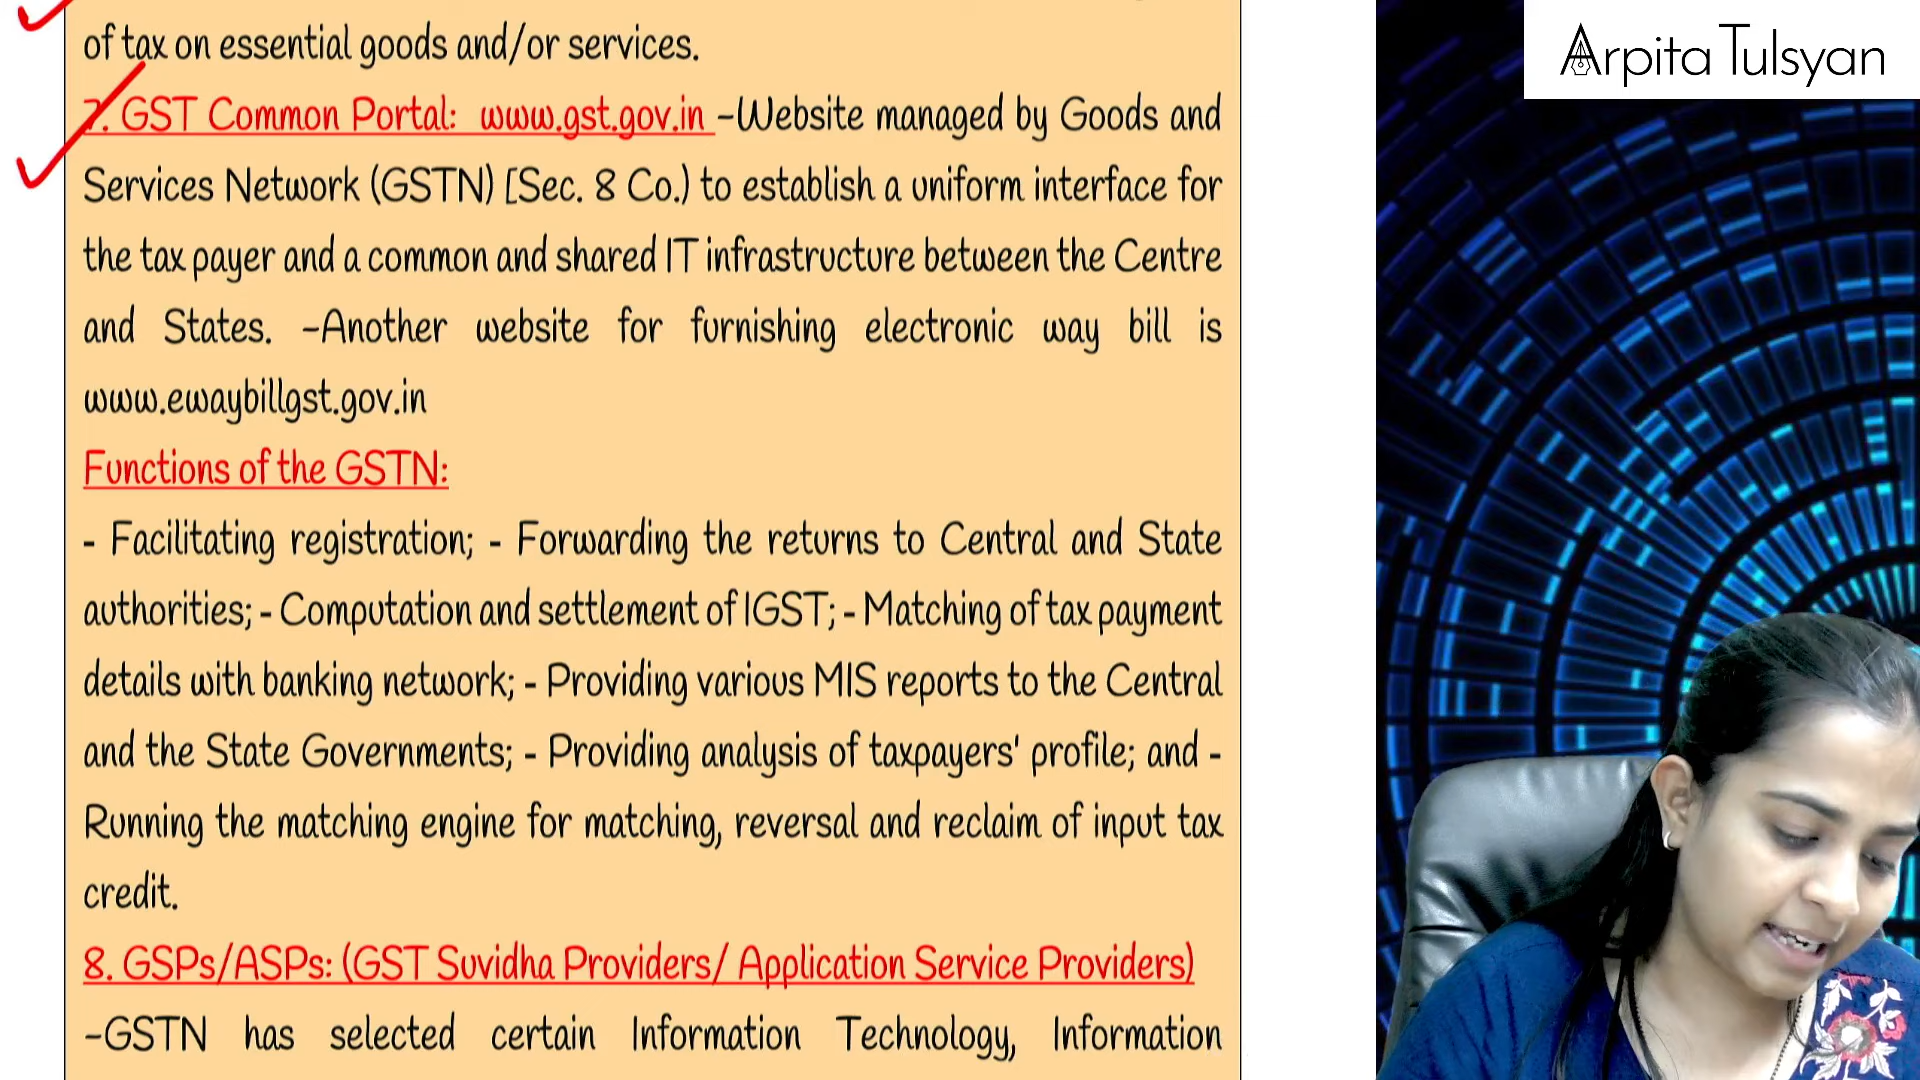 Arpita Tulsyan
of tax on essential goods and/or services.
7. GST Common Portal: www.gst.gov.in -Website managed by Goods and
Services Network (GSTN) [Sec. 8 Co.) to establish a uniform interface for
the tax payer and a common and shared IT infrastructure between the Centre
and States. -Another website for furnishing electronic way bill is
www.ewaybillgst.gov.in
Functions of the GSTN:
- Facilitating registration; - Forwarding the returns to Central and State
authorities; - Computation and settlement of IGST; - Matching of tax payment
details with banking network; - Providing various MIS reports to the Central
and the State Governments; - Providing analysis of taxpayers' profile; and -
Running the matching engine for matching, reversal and reclaim of input tax
credit.
8. GSPs/ASPs: (GST Suvidha Providers/ Application Service Providers)
-GSTN has selected certain Information Technology, Information